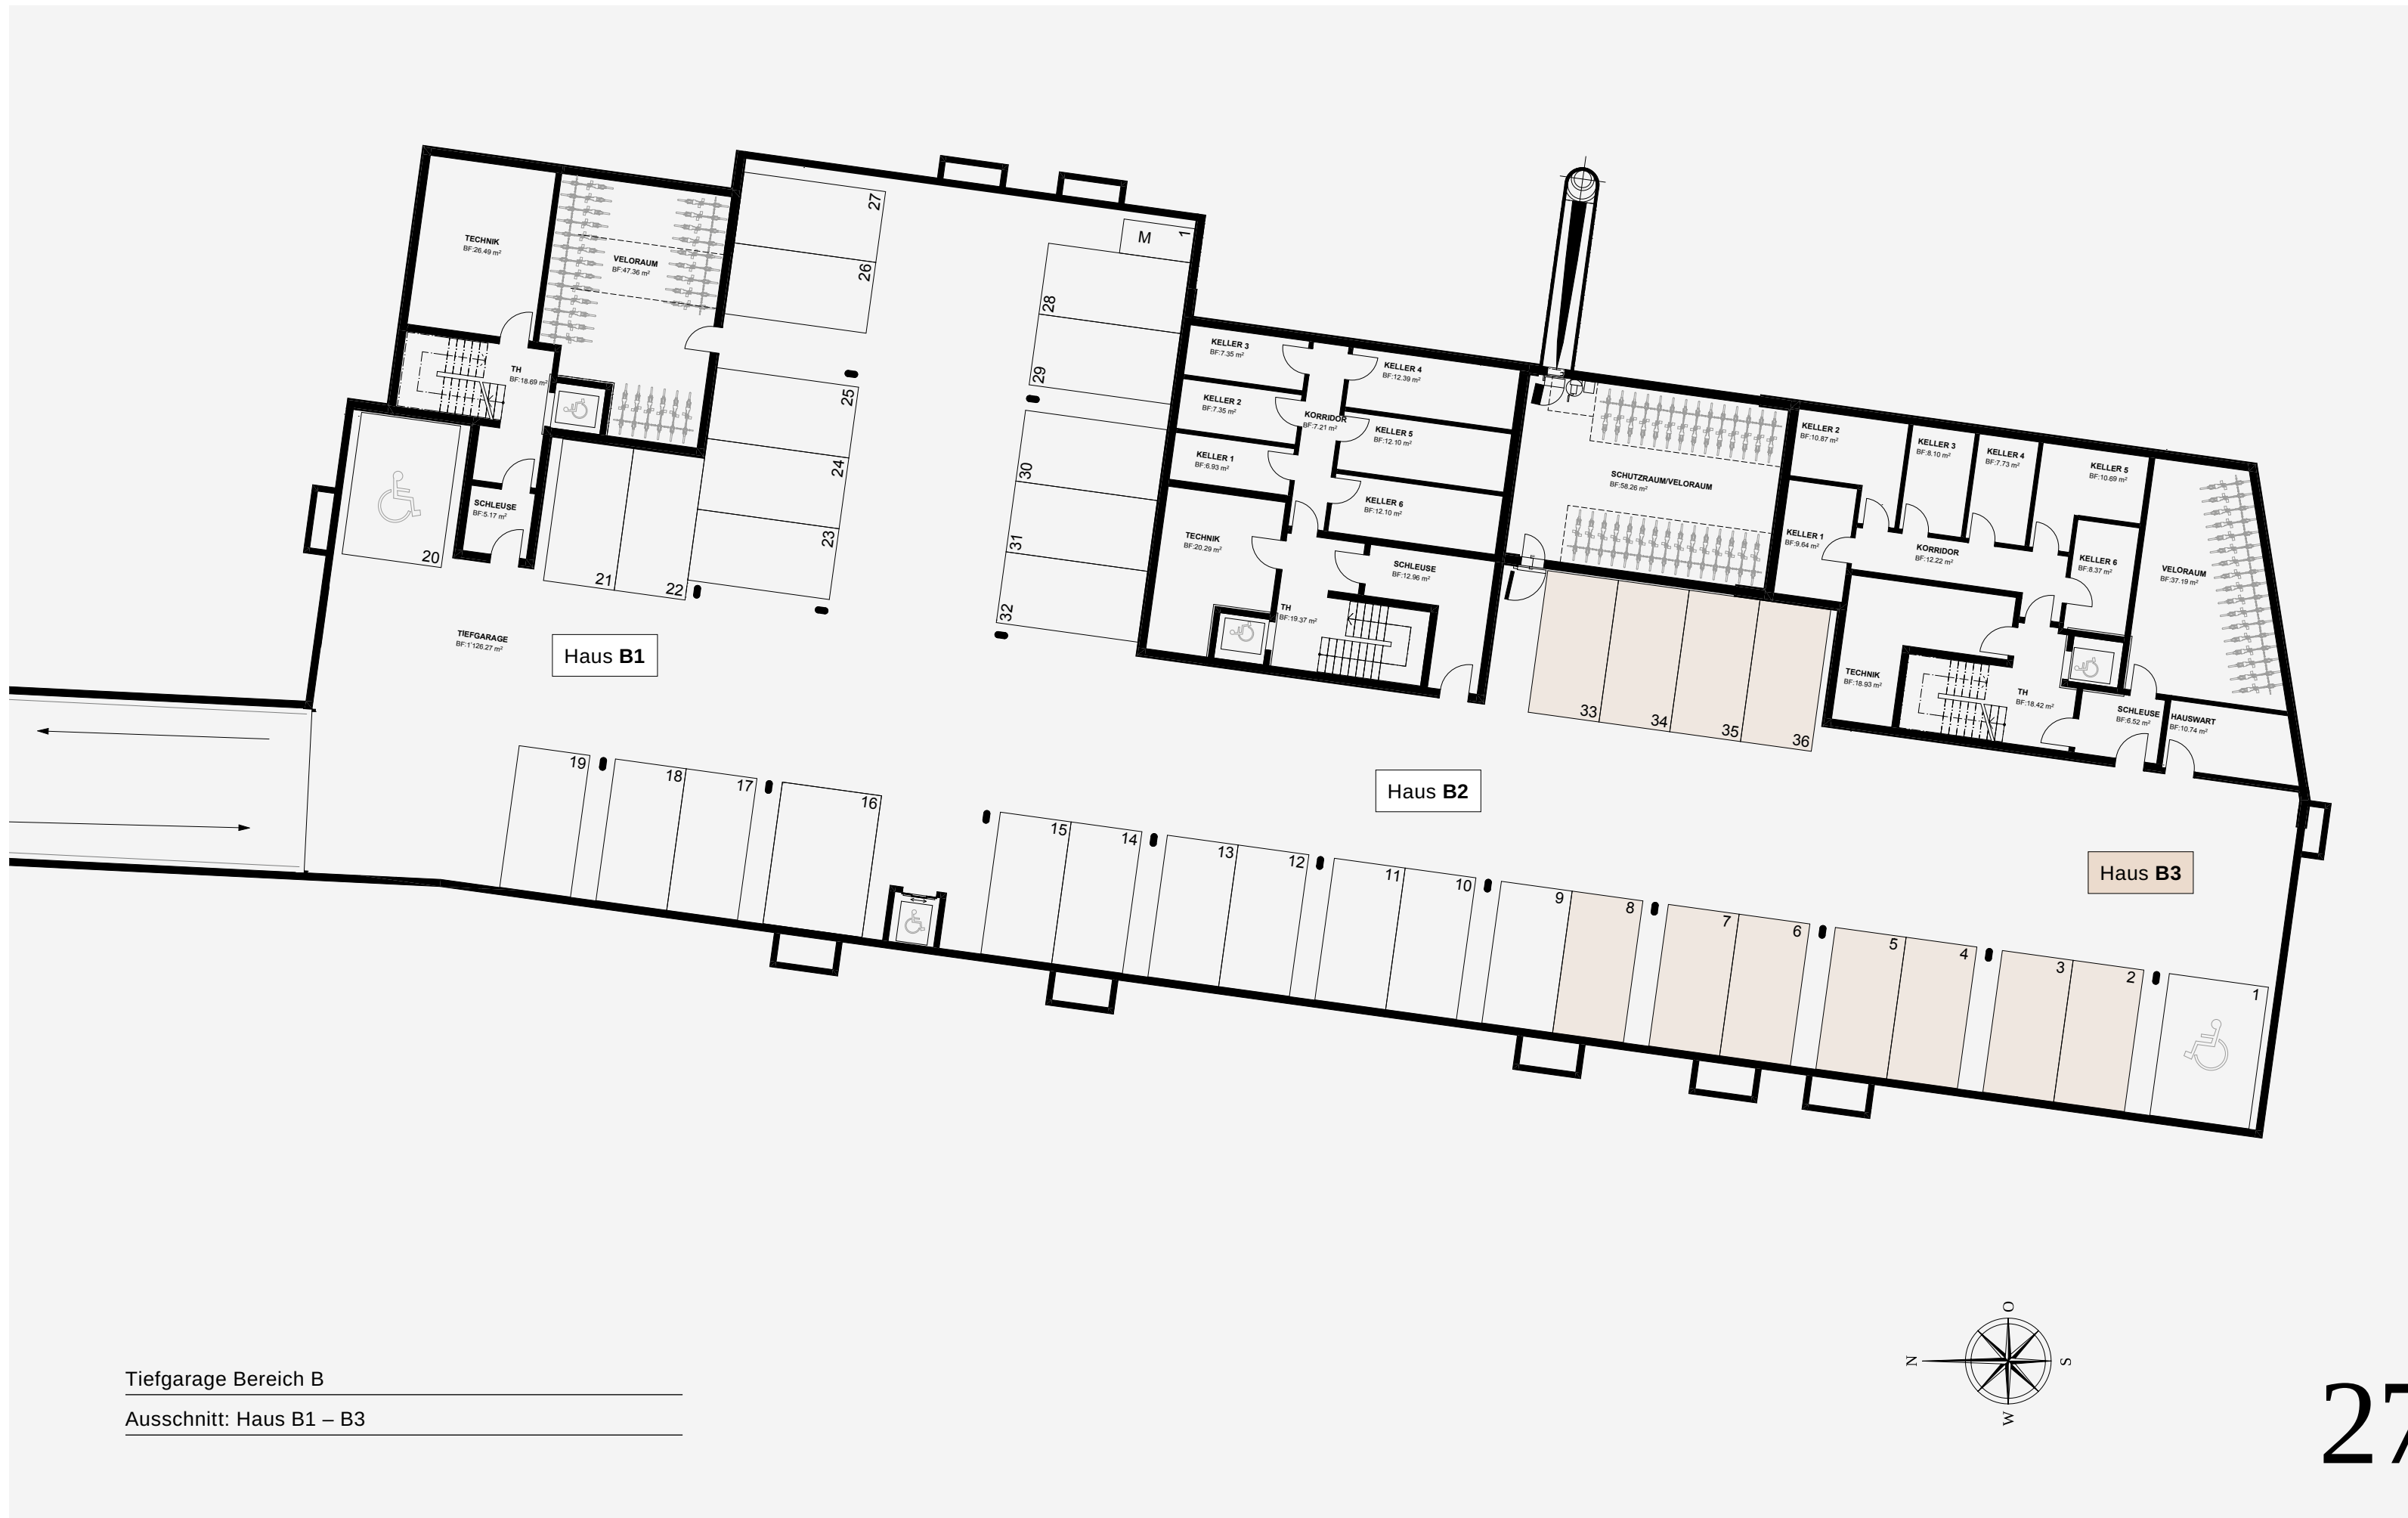 TECHNIK
BF:26.49 m²
VELORAUM
BF:47.36 m²
27
26
M
1
28
29
TH
BF:18.69 m²
25
24
23
SCHLEUSE
BF:5.17 m²
20
21
22
30
31
32
KELLER 3
BF:7.35 m²
KELLER 2
BF:7.35 m²
KELLER 1
BF:6.93 m²
KORRIDOR
BF:7.21 m²
KELLER 4
BF:12.39 m²
KELLER 5
BF:12.10 m²
KELLER 6
BF:12.10 m²
TECHNIK
BF:20.29 m²
SCHLEUSE
BF:12.96 m²
TH
BF:19.37 m²
SCHUTZRAUM/VELORAUM
BF:58.26 m²
KELLER 2
BF:10.87 m²
KELLER 3
BF:8.10 m²
KELLER 4
BF:7.73 m²
KELLER 5
BF:10.69 m²
KELLER 1
BF:9.64 m²
KORRIDOR
BF:12.22 m²
KELLER 6
BF:8.37 m²
VELORAUM
BF:37.19 m²
TECHNIK
BF:18.93 m²
TH
BF:18.42 m²
SCHLEUSE
BF:6.52 m²
HAUSWART
BF:10.74 m²
33
34
35
36
TIEFGARAGE
BF:1'126.27 m²
Haus B1
Haus B2
Haus B3
19
18
17
16
15
14
13
12
11
10
9
8
7
6
5
4
3
2
1
Tiefgarage Bereich B
Ausschnitt: Haus B1 – B3
O
N
S
W
27